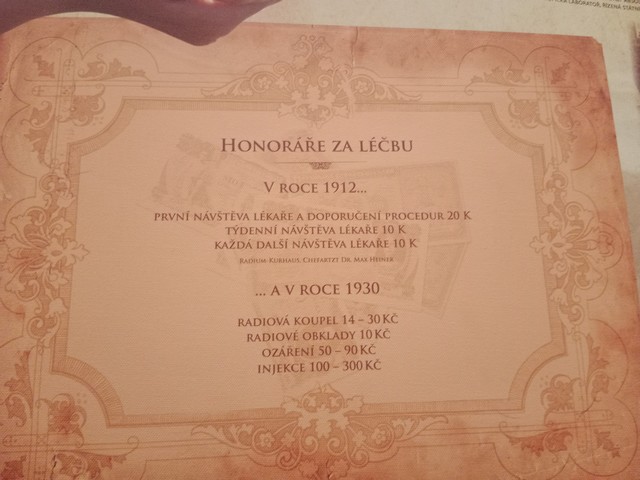 Honoráře za léčbu
V roce 1912...
První návštěva lékaře a doporučení procedur 20 K
Týdenní návštěva lékaře 10 K
Každá další návštěva lékaře 10 K
Radium-Kurhaus, Chefartzt Dr. Max Heiner
... a v roce 1930
Radiová koupel 14 – 30 Kč
Radiové obklady 10 Kč
Ozáření 50 – 90 Kč
Injekce 100 – 300 Kč